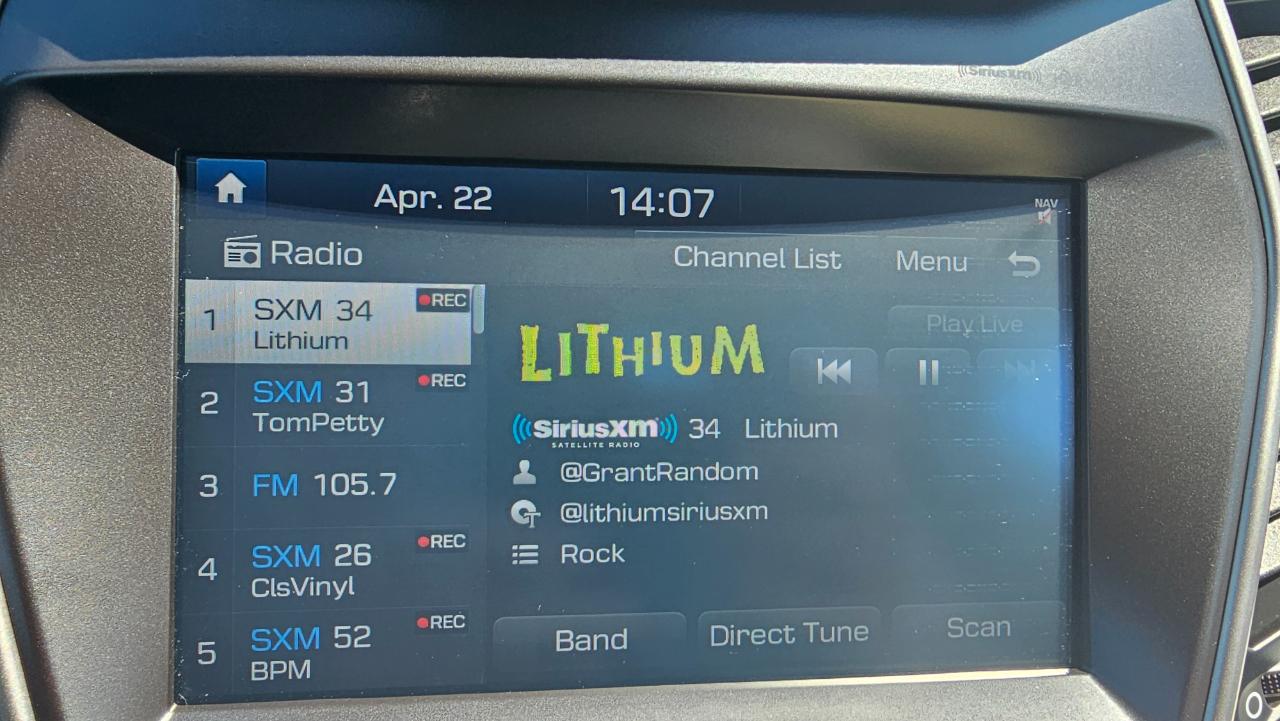 SiriusXM
Apr. 22 14:07 NAV
Radio Channel List Menu
1 SXM 34 REC
Lithium
2 SXM 31 REC
TomPetty
3 FM 105.7
4 SXM 26 REC
ClsVinyl
5 SXM 52 REC
BPM
Play Live
LiTHiUM
SiriusXM 34 Lithium
SATELLITE RADIO
@GrantRandom
@lithiumsiriusxm
Rock
Band Direct Tune Scan